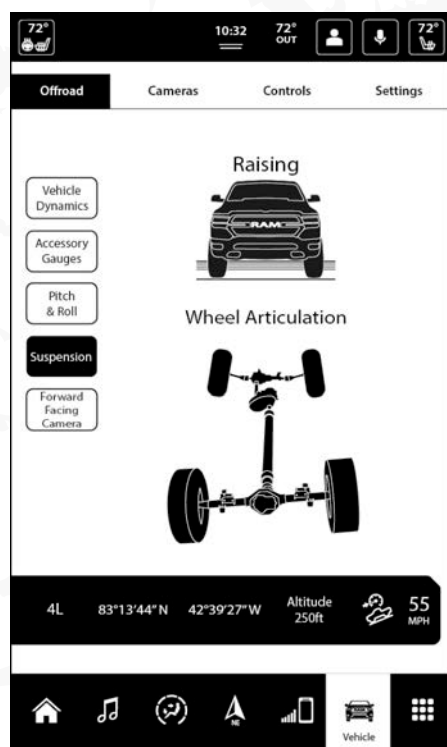 72°
10:32
72°
OUT
72°
Offroad
Cameras
Controls
Settings
Raising
RAM
Vehicle
Dynamics
Accessory
Gauges
Pitch
& Roll
Wheel Articulation
Suspension
Forward
Facing
Camera
4L
83°13'44"N
42°39'27"W
Altitude
250ft
55
MPH
NE
Vehicle